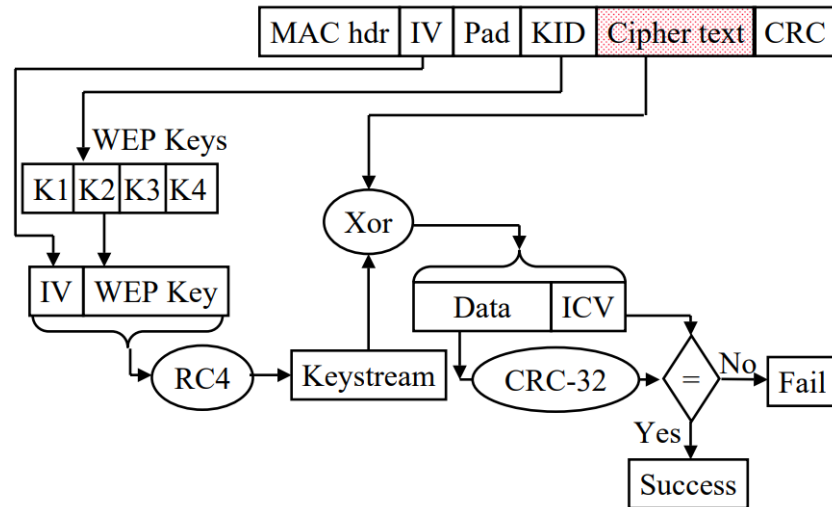 MAC hdr IV Pad KID Cipher text CRC
WEP Keys
K1 K2 K3 K4
Xor
IV WEP Key
Data ICV
RC4 Keystream CRC-32 = No Fail
Yes
Success